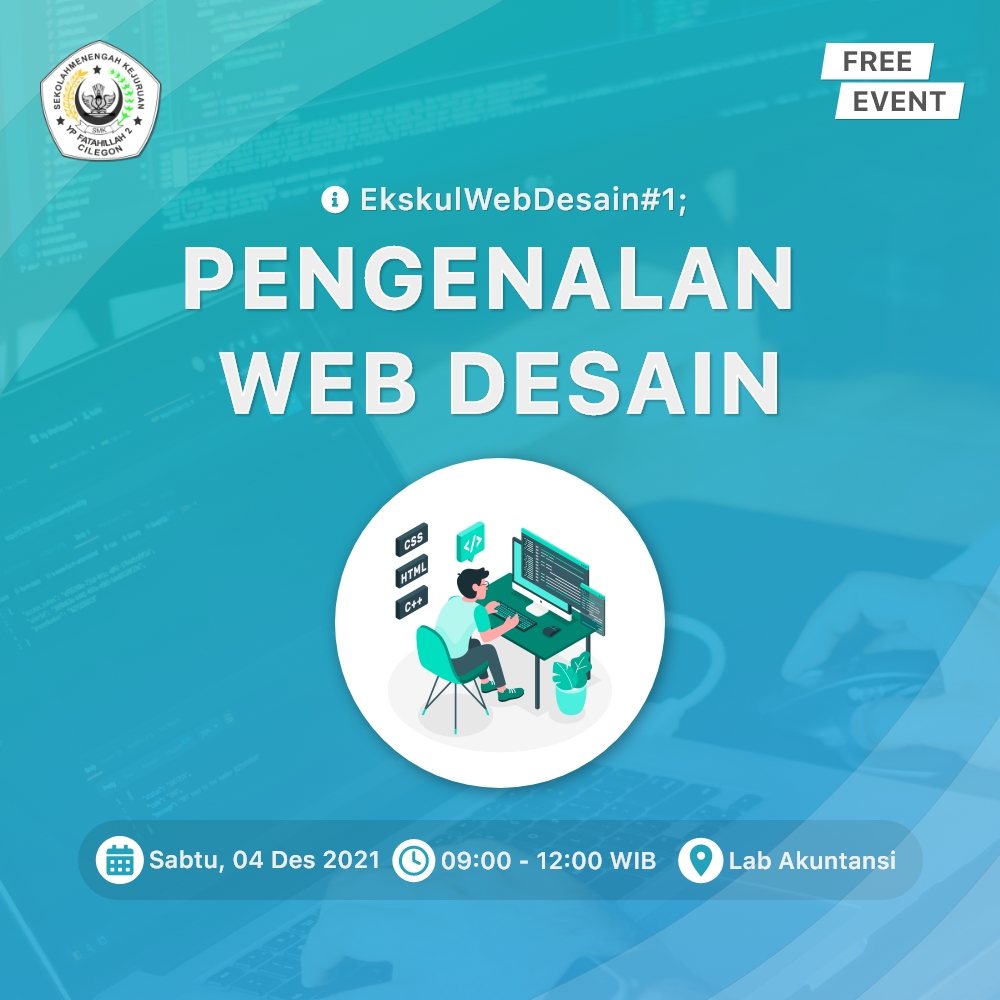 SEKOLAH MENENGAH KEJURUAN
SMK
YP FATAHILLAH 2
CILEGON
FREE
EVENT
EkskulWebDesain#1;
PENGENALAN
WEB DESAIN
CSS
</>
HTML
C++
Sabtu, 04 Des 2021 09:00 - 12:00 WIB Lab Akuntansi